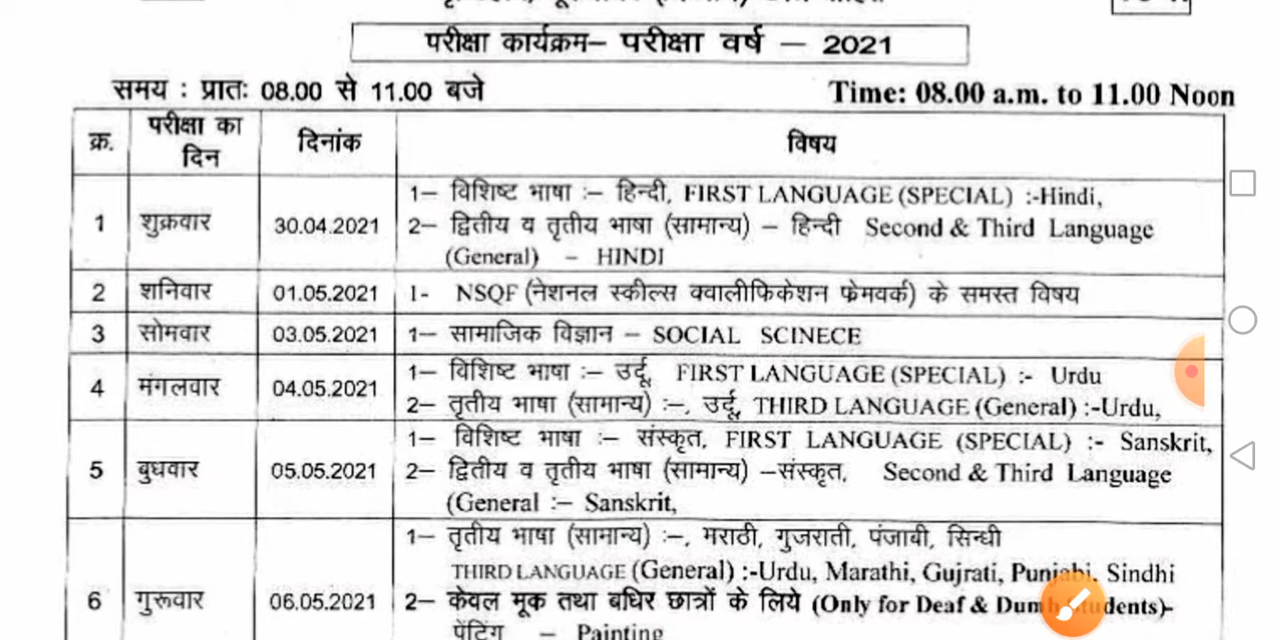 परीक्षा कार्यक्रम– परीक्षा वर्ष – 2021
समय : प्रातः 08.00 से 11.00 बजे Time: 08.00 a.m. to 11.00 Noon
क्र. परीक्षा का दिन दिनांक विषय
1 शुक्रवार 30.04.2021 1– विशिष्ट भाषा :– हिन्दी, FIRST LANGUAGE (SPECIAL) :-Hindi,
2– द्वितीय व तृतीय भाषा (सामान्य) – हिन्दी Second & Third Language
(General) – HINDI
2 शनिवार 01.05.2021 1- NSQF (नेशनल स्कील्स क्वालीफिकेशन फेमवर्क) के समस्त विषय
3 सोमवार 03.05.2021 1– सामाजिक विज्ञान – SOCIAL SCINECE
4 मंगलवार 04.05.2021 1– विशिष्ट भाषा :– उर्दू, FIRST LANGUAGE (SPECIAL) :- Urdu
2– तृतीय भाषा (सामान्य) :–, उर्दू, THIRD LANGUAGE (General) :-Urdu,
5 बुधवार 05.05.2021 1– विशिष्ट भाषा :– संस्कृत, FIRST LANGUAGE (SPECIAL) :- Sanskrit,
2– द्वितीय व तृतीय भाषा (सामान्य) –संस्कृत, Second & Third Language
(General :– Sanskrit,
6 गुरूवार 06.05.2021 1– तृतीय भाषा (सामान्य) :–, मराठी, गुजराती, पंजाबी, सिन्धी
THIRD LANGUAGE (General) :-Urdu, Marathi, Gujrati, Punjabi, Sindhi
2– केवल मूक तथा बधिर छात्रों के लिये (Only for Deaf & Dumb Students)-
पेंटिंग – Painting